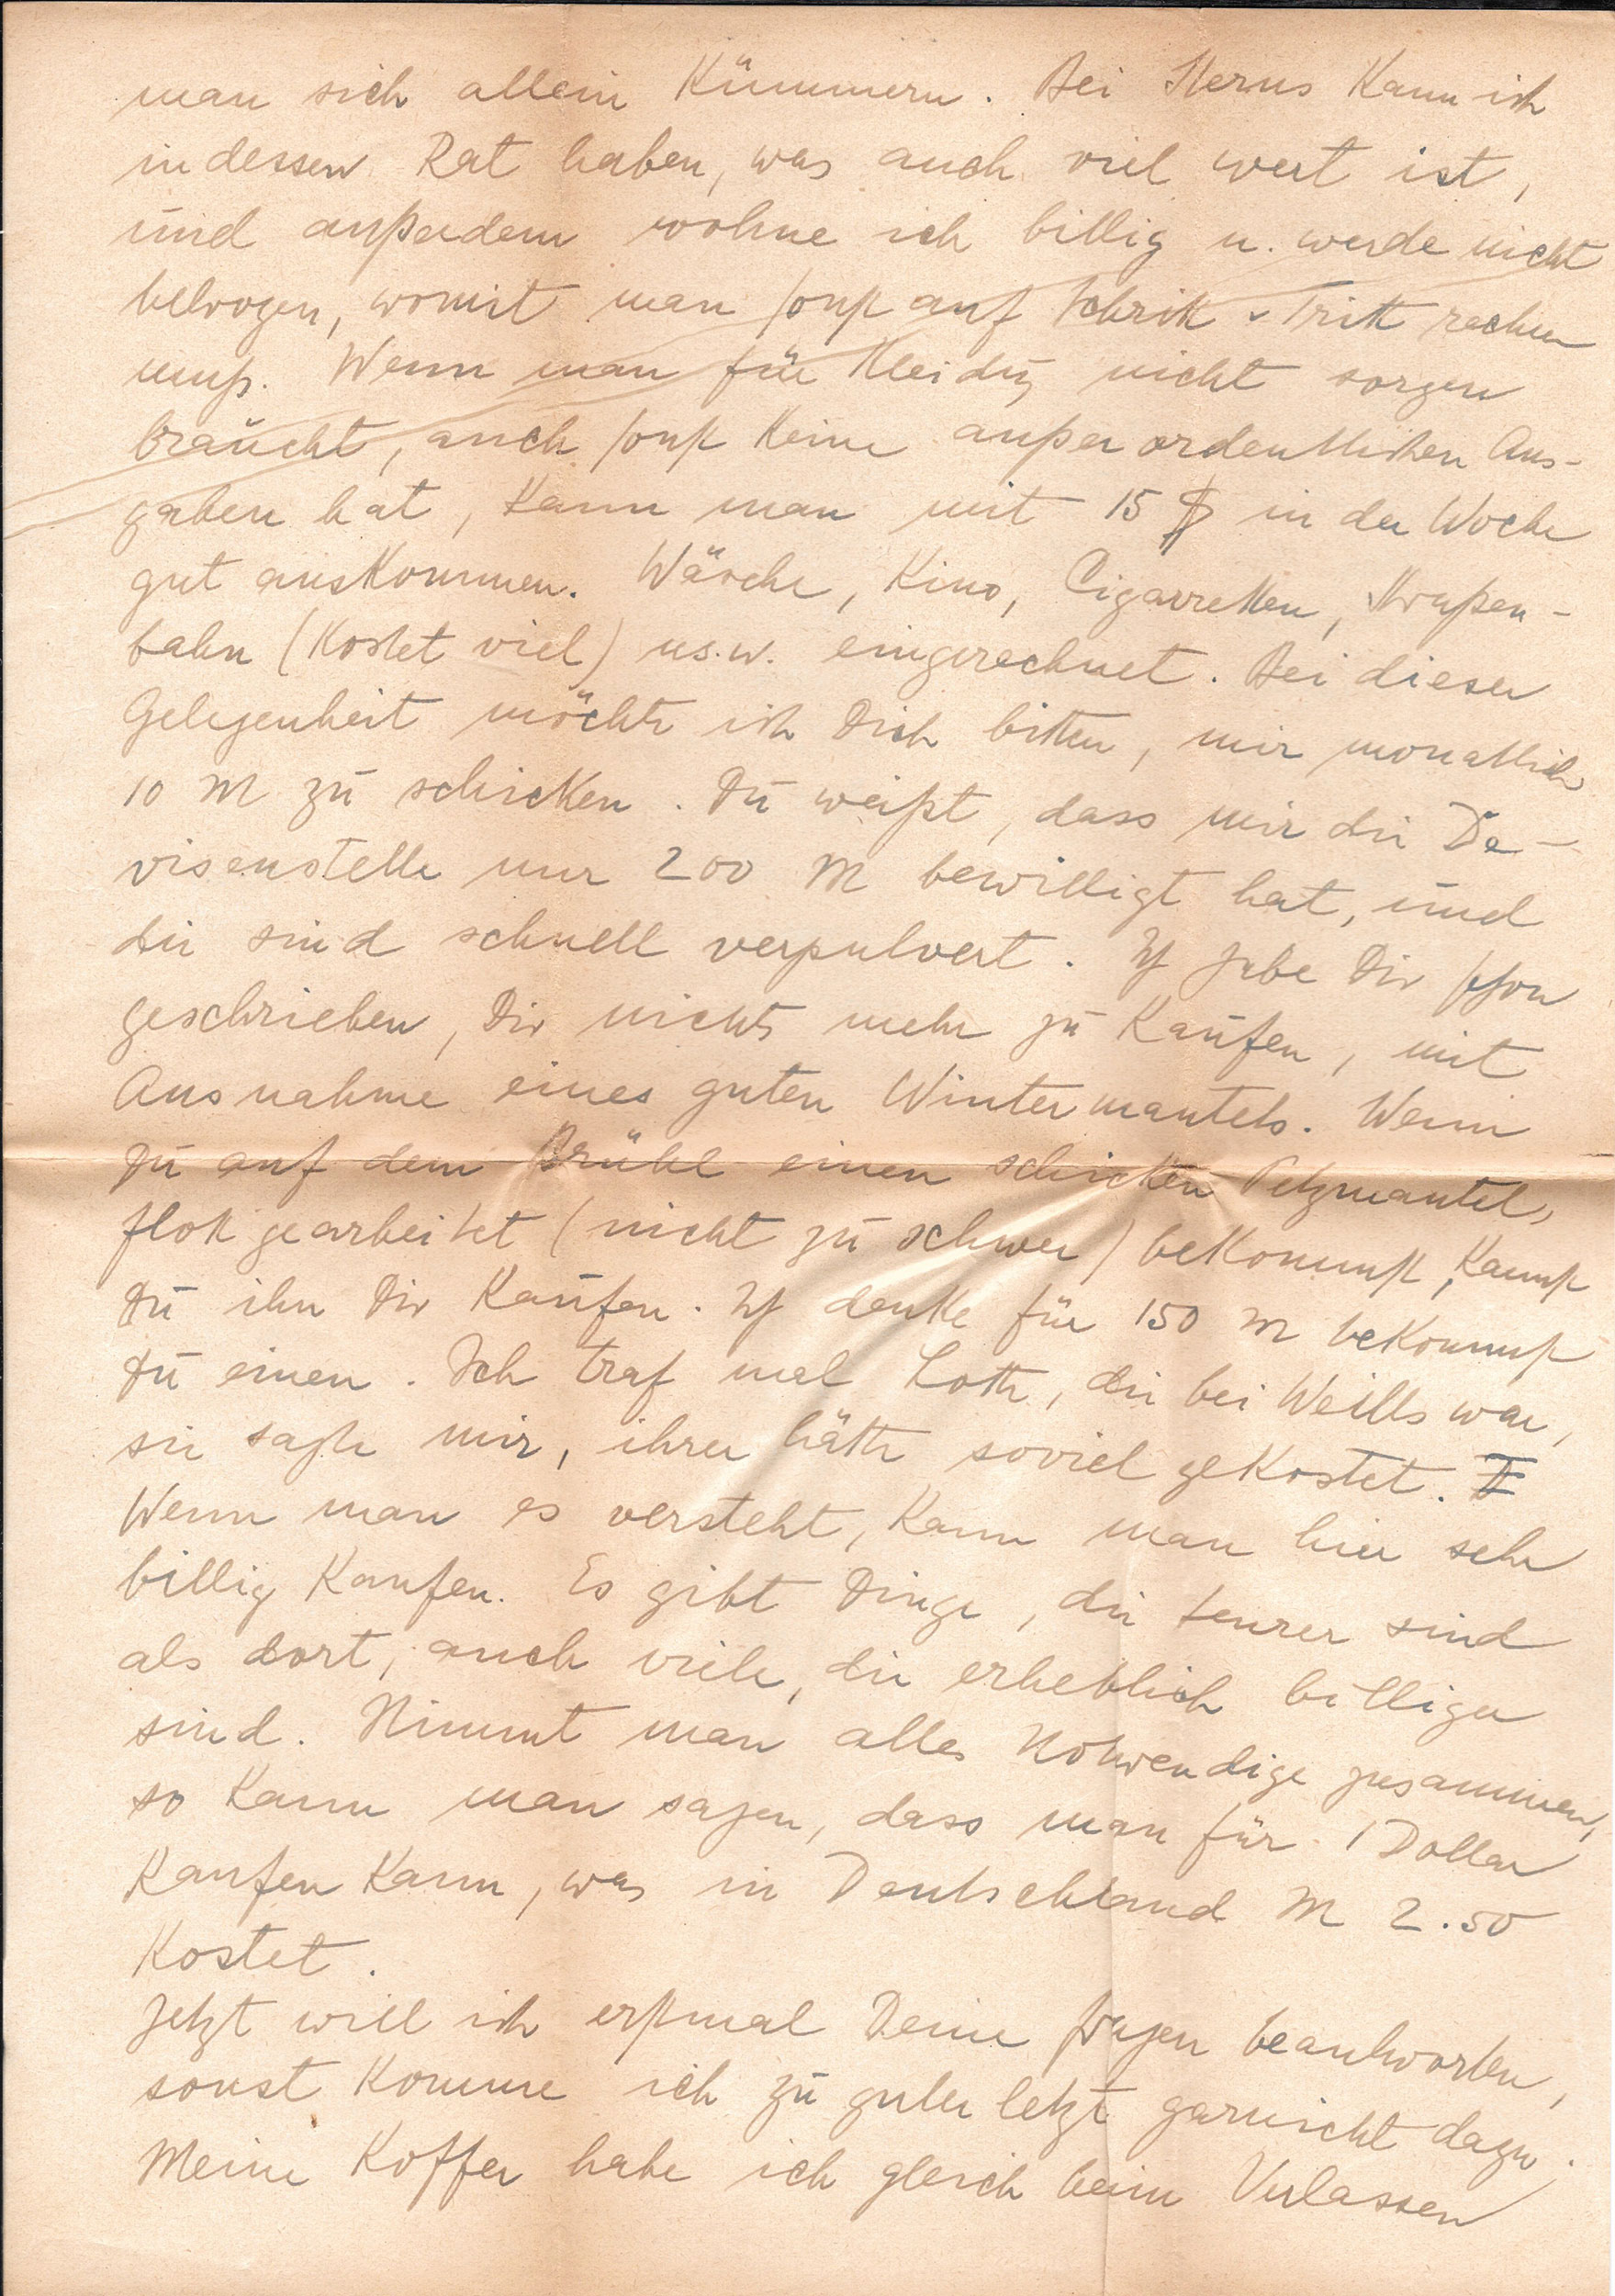 man sich allein kümmern. Bei Sterns kann ich
indessen Rat haben, was auch viel wert ist,
und außerdem wohne ich billig u. werde nicht
betrogen, womit man sonst auf Schritt u Tritt rechnen
muß. Wenn man für Kleidung nicht sorgen
braucht, auch sonst keine außerordentlichen Aus-
gaben hat, kann man mit 15 $ in der Woche
gut auskommen. Wäsche, Kino, Cigarretten, Straßen-
bahn (kostet viel) u.s.w. eingerechnet. Bei dieser
Gelegenheit möchte ich Dich bitten, mir monatlich
10 M zu schicken. Du weißt, dass mir die De-
visenstelle nur 200 M bewilligt hat, und
die sind schnell verpulvert. Ich habe Dir schon
geschrieben, Dir nichts mehr zu kaufen, mit
Ausnahme eines guten Wintermantels. Wenn
Du auf dem Brühl einen schicken Pelzmantel,
flott gearbeitet (nicht zu schwer) bekommst, kannst
Du ihn Dir kaufen. Ich denke für 150 M bekommst
Du einen. Ich traf mal Lotte, die bei Weills war,
sie sagte mir, ihrer hätte soviel gekostet.
Wenn man es versteht, kann man hier sehr
billig kaufen. Es gibt Dinge, die teurer sind
als dort, auch viele, die erheblich billiger
sind. Nimmt man alles Notwendige zusammen,
so kann man sagen, dass man für 1 Dollar
kaufen kann, was in Deutschland M 2.50
kostet.
Jetzt will ich erstmal Deine Fragen beantworten,
sonst komme ich zu guter letzt garnicht dazu.
Meine Koffer habe ich gleich beim Verlassen